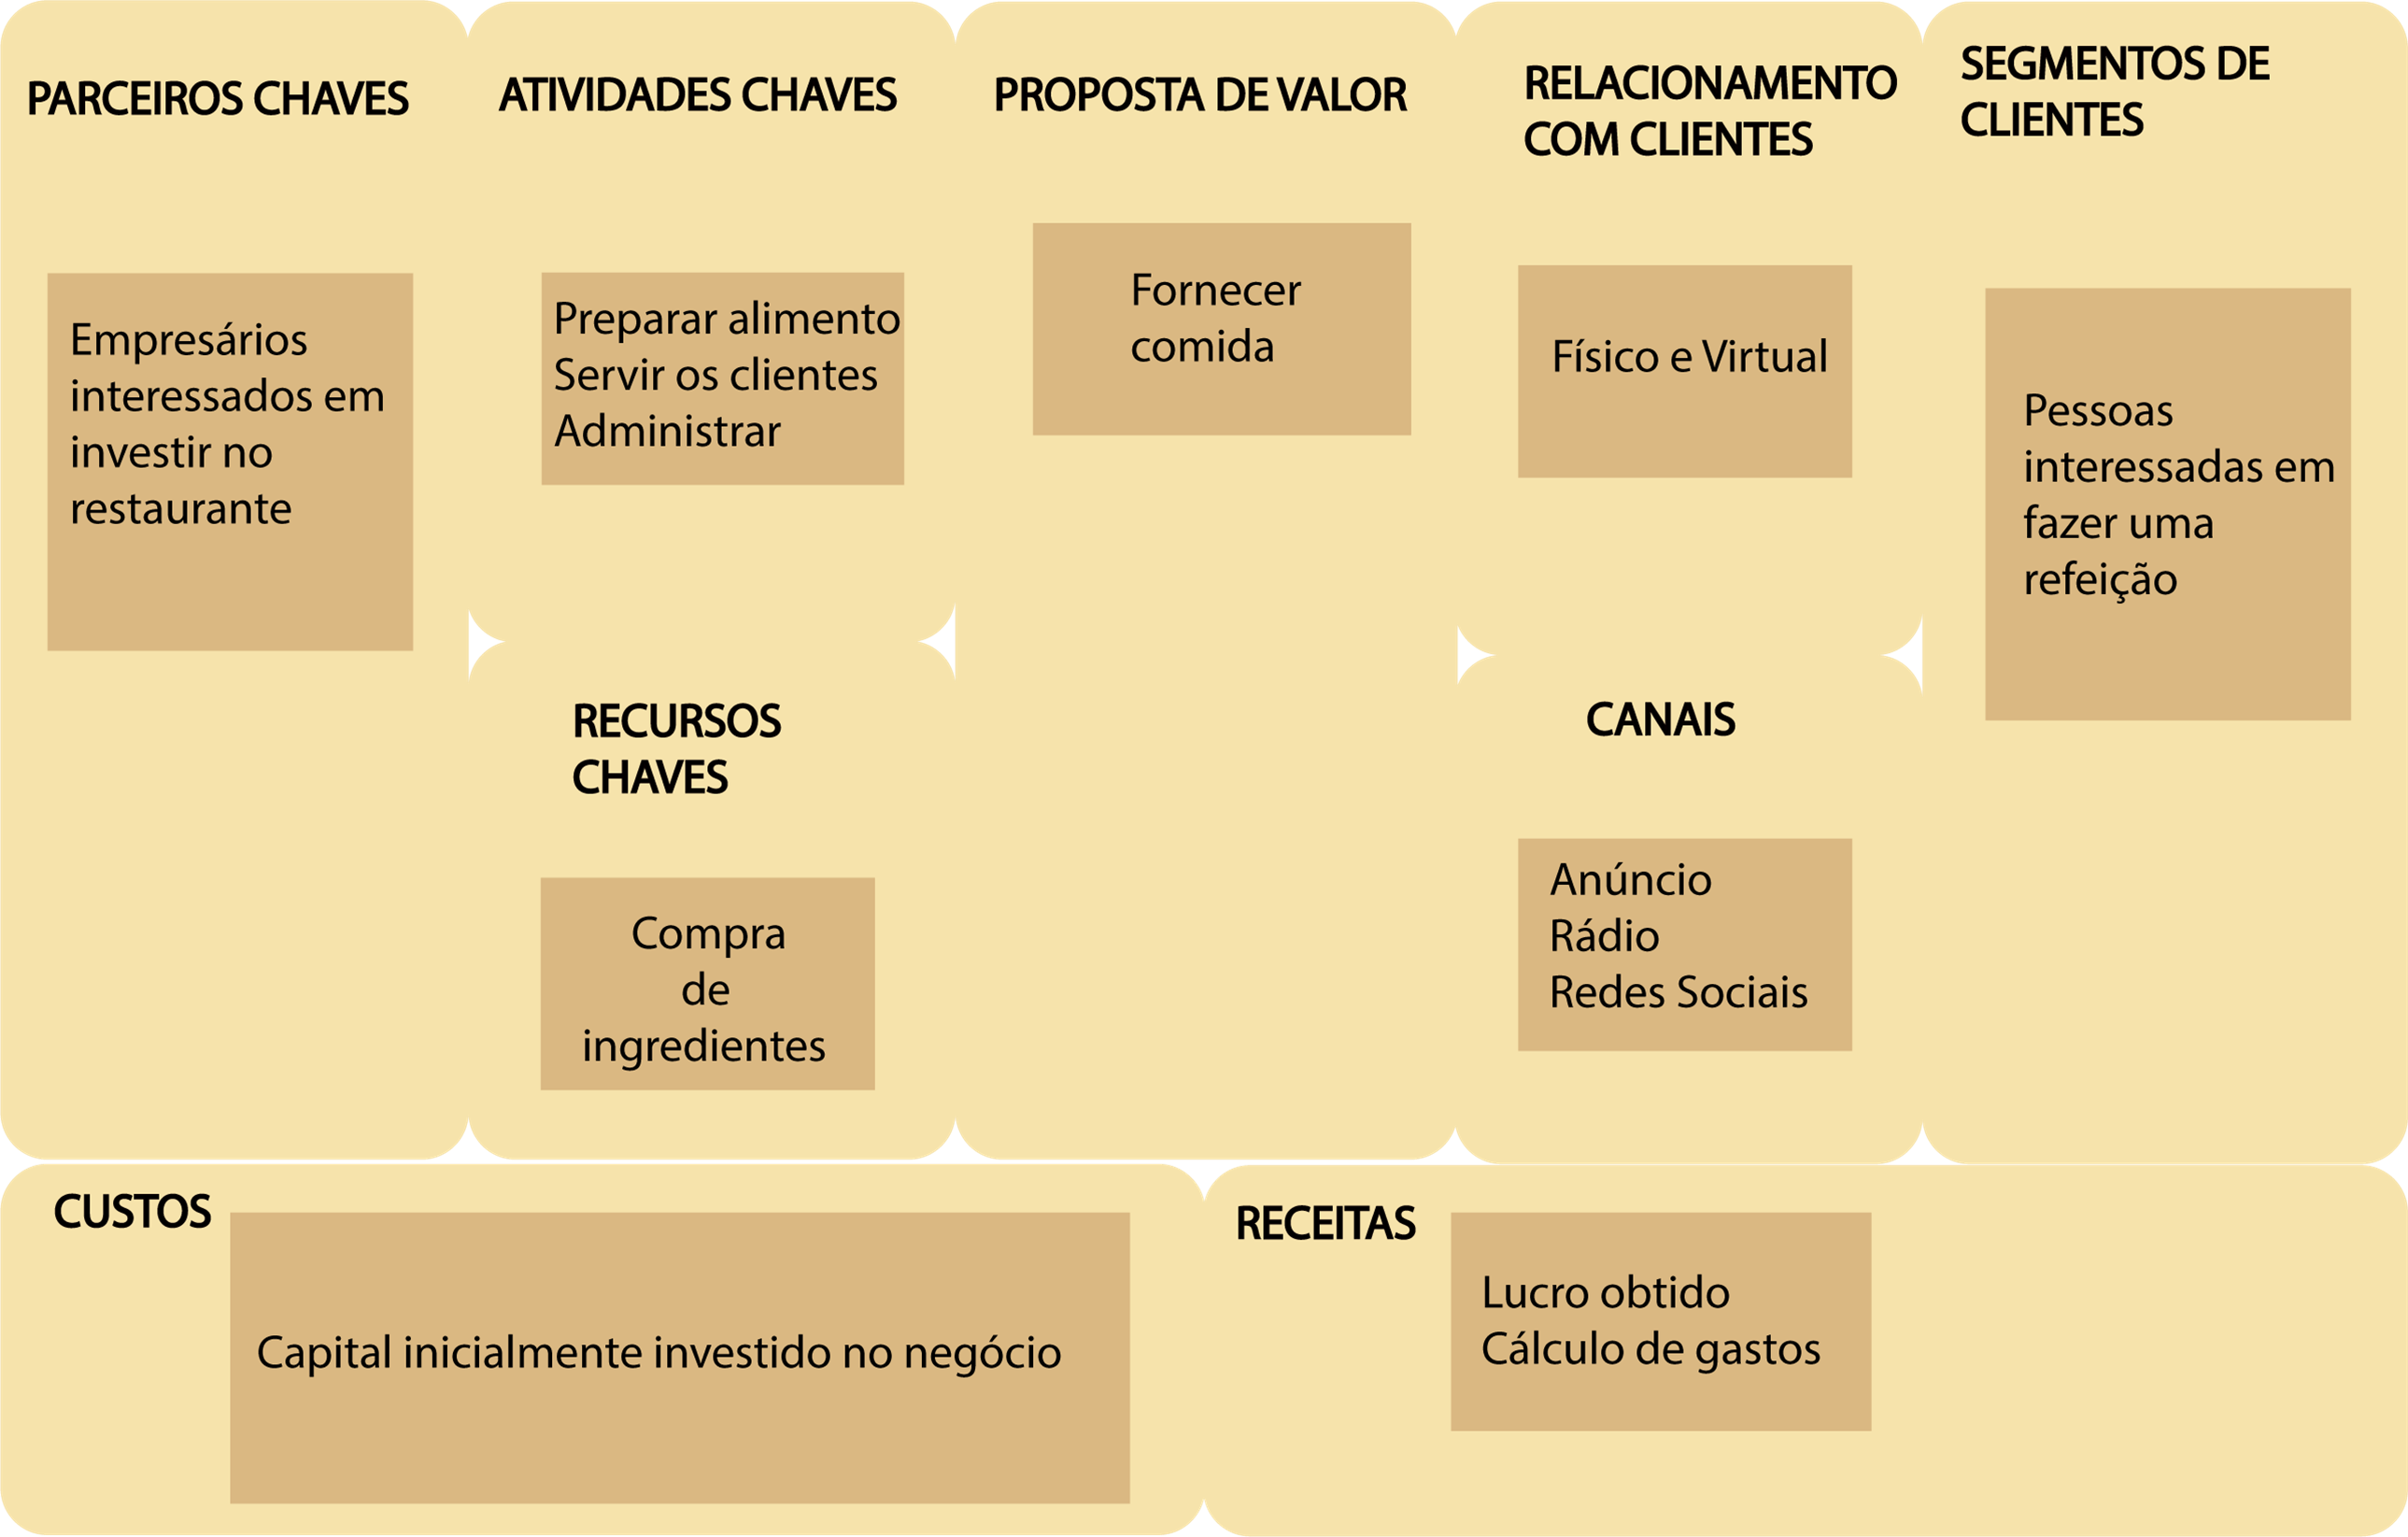 PARCEIROS CHAVES
Empresários
interessados em
investir no
restaurante
ATIVIDADES CHAVES
Preparar alimento
Servir os clientes
Administrar
RECURSOS
CHAVES
Compra
de
ingredientes
PROPOSTA DE VALOR
Fornecer
comida
RELACIONAMENTO
COM CLIENTES
Físico e Virtual
CANAIS
Anúncio
Rádio
Redes Sociais
SEGMENTOS DE
CLIENTES
Pessoas
interessadas em
fazer uma
refeição
CUSTOS
Capital inicialmente investido no negócio
RECEITAS
Lucro obtido
Cálculo de gastos